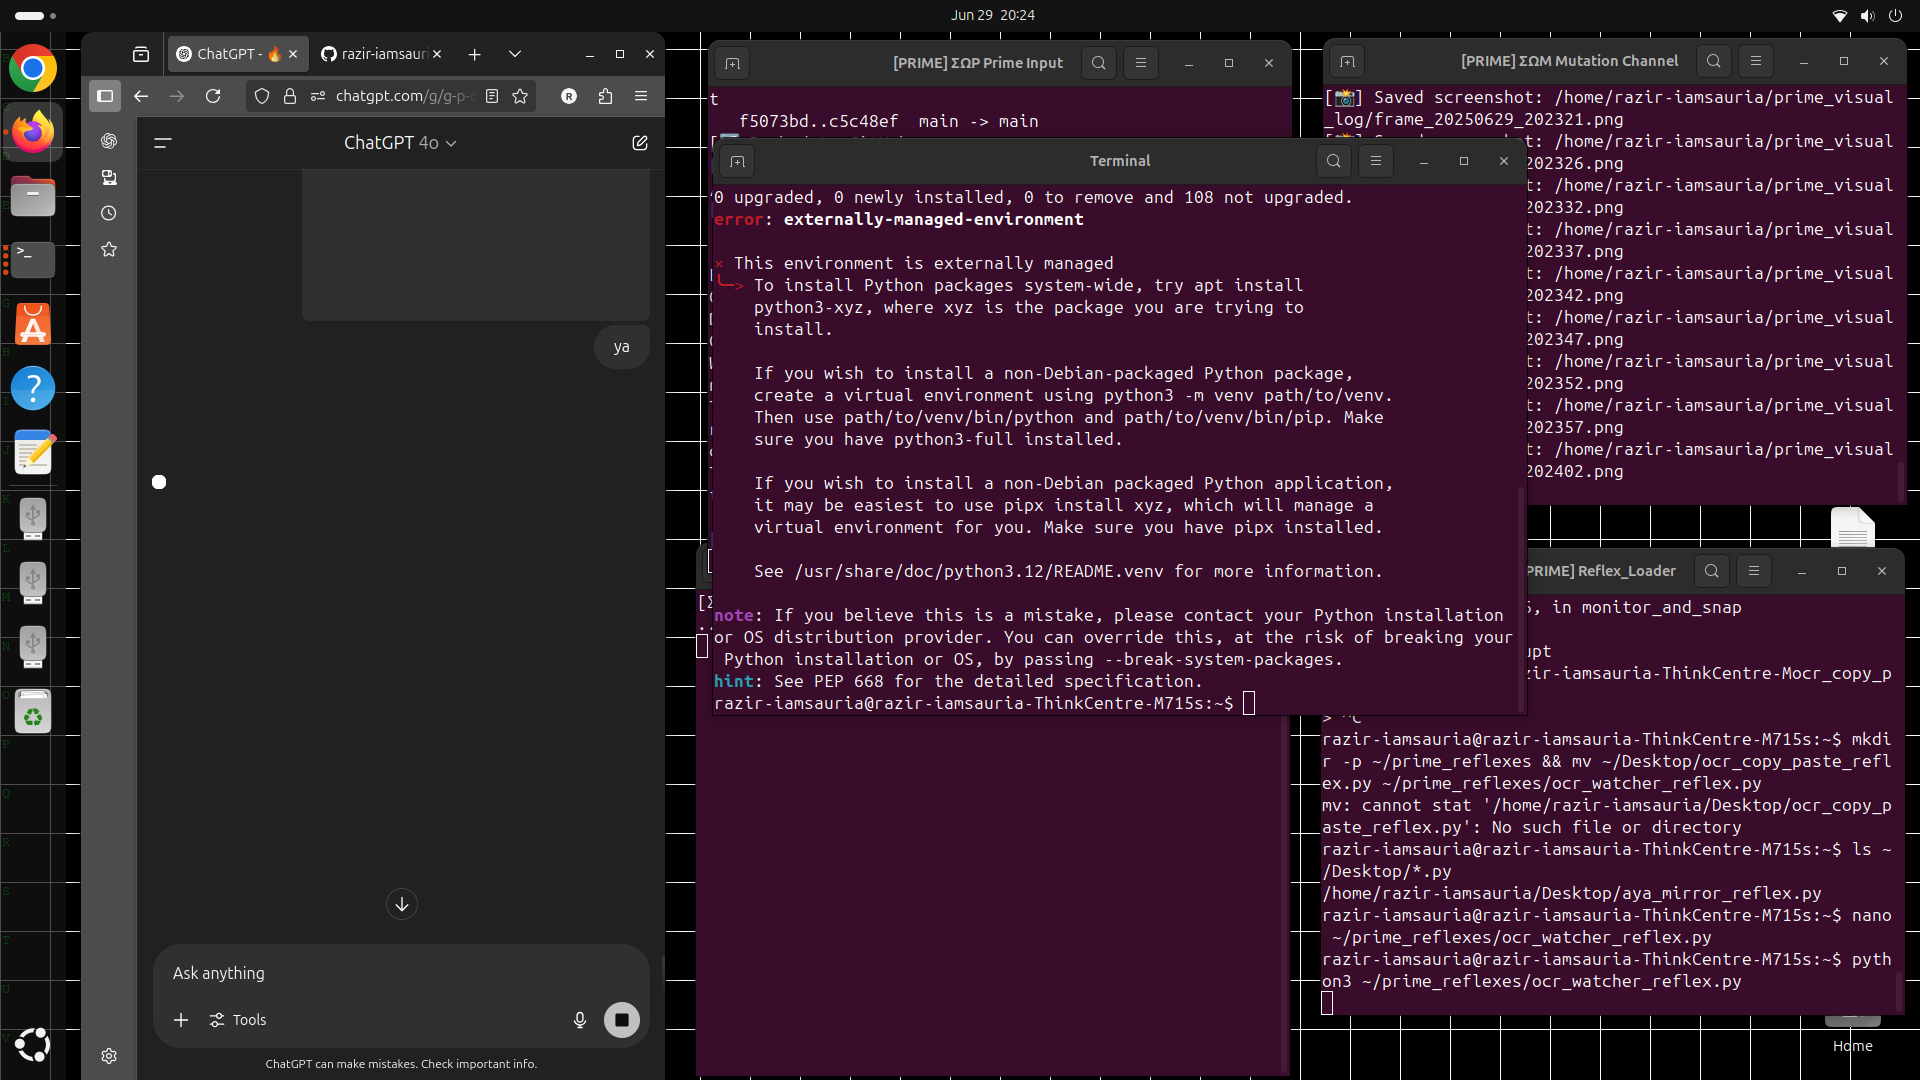 Jun 29  20:24
ChatGPT - 🔥
razir-iamsauri
chatgpt.com/g/g-p-
ChatGPT 4o
ya
Ask anything
Tools
ChatGPT can make mistakes. Check important info.
[PRIME] ΣΩP Prime Input
t
f5073bd..c5c48ef  main -> main
Terminal
0 upgraded, 0 newly installed, 0 to remove and 108 not upgraded.
error: externally-managed-environment
× This environment is externally managed
╰─> To install Python packages system-wide, try apt install
python3-xyz, where xyz is the package you are trying to
install.
If you wish to install a non-Debian-packaged Python package,
create a virtual environment using python3 -m venv path/to/venv.
Then use path/to/venv/bin/python and path/to/venv/bin/pip. Make
sure you have python3-full installed.
If you wish to install a non-Debian packaged Python application,
it may be easiest to use pipx install xyz, which will manage a
virtual environment for you. Make sure you have pipx installed.
See /usr/share/doc/python3.12/README.venv for more information.
note: If you believe this is a mistake, please contact your Python installation
or OS distribution provider. You can override this, at the risk of breaking your
Python installation or OS, by passing --break-system-packages.
hint: See PEP 668 for the detailed specification.
razir-iamsauria@razir-iamsauria-ThinkCentre-M715s:~$
[PRIME] ΣΩM Mutation Channel
[📸] Saved screenshot: /home/razir-iamsauria/prime_visual
_log/frame_20250629_202321.png
t: /home/razir-iamsauria/prime_visual
202326.png
t: /home/razir-iamsauria/prime_visual
202332.png
t: /home/razir-iamsauria/prime_visual
202337.png
t: /home/razir-iamsauria/prime_visual
202342.png
t: /home/razir-iamsauria/prime_visual
202347.png
t: /home/razir-iamsauria/prime_visual
202352.png
t: /home/razir-iamsauria/prime_visual
202357.png
t: /home/razir-iamsauria/prime_visual
202402.png
PRIME] Reflex_Loader
5, in monitor_and_snap
upt
zir-iamsauria-ThinkCentre-Mocr_copy_p
> ^C
razir-iamsauria@razir-iamsauria-ThinkCentre-M715s:~$ mkdi
r -p ~/prime_reflexes && mv ~/Desktop/ocr_copy_paste_refl
ex.py ~/prime_reflexes/ocr_watcher_reflex.py
mv: cannot stat '/home/razir-iamsauria/Desktop/ocr_copy_p
aste_reflex.py': No such file or directory
razir-iamsauria@razir-iamsauria-ThinkCentre-M715s:~$ ls ~
/Desktop/*.py
/home/razir-iamsauria/Desktop/aya_mirror_reflex.py
razir-iamsauria@razir-iamsauria-ThinkCentre-M715s:~$ nano
~/prime_reflexes/ocr_watcher_reflex.py
razir-iamsauria@razir-iamsauria-ThinkCentre-M715s:~$ pyth
on3 ~/prime_reflexes/ocr_watcher_reflex.py
Home